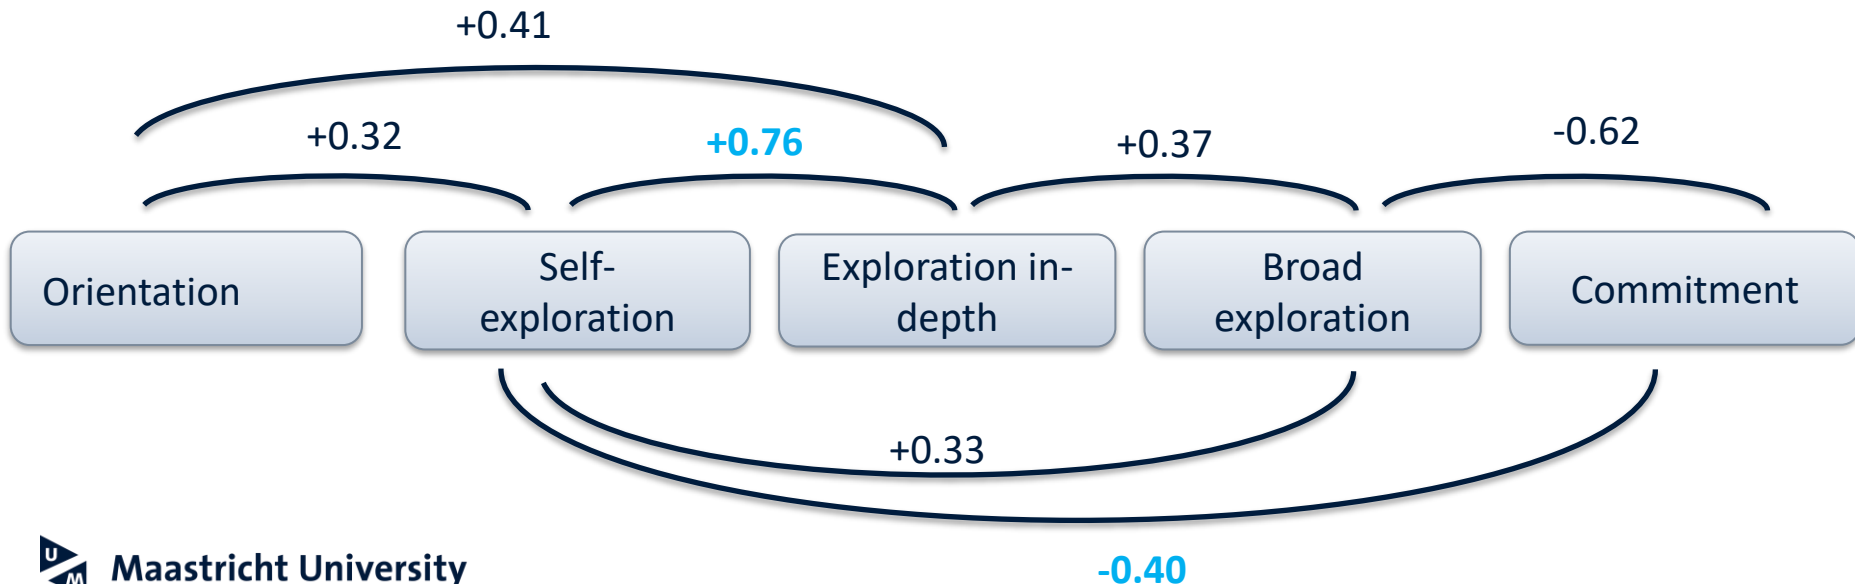 +0.41
+0.32
+0.76
+0.37
-0.62
Orientation
Self-
exploration
Exploration in-
depth
Broad
exploration
Commitment
+0.33
-0.40
U
M
Maastricht University